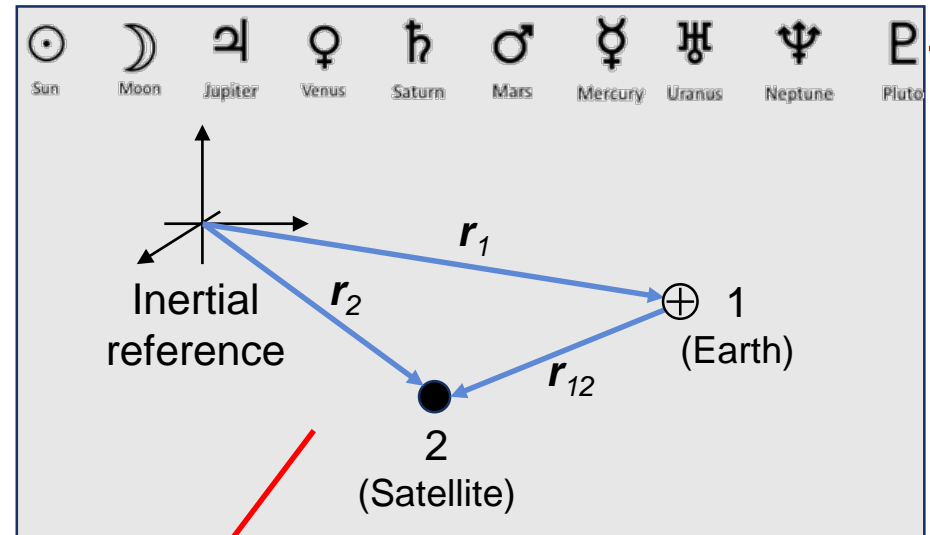 ☉ ☽ ♃ ♀ ♄ ♂ ☿ ♅ ♆ ♇
Sun Moon Jupiter Venus Saturn Mars Mercury Uranus Neptune Pluto
r1
Inertial
reference
r2
1
(Earth)
r12
2
(Satellite)